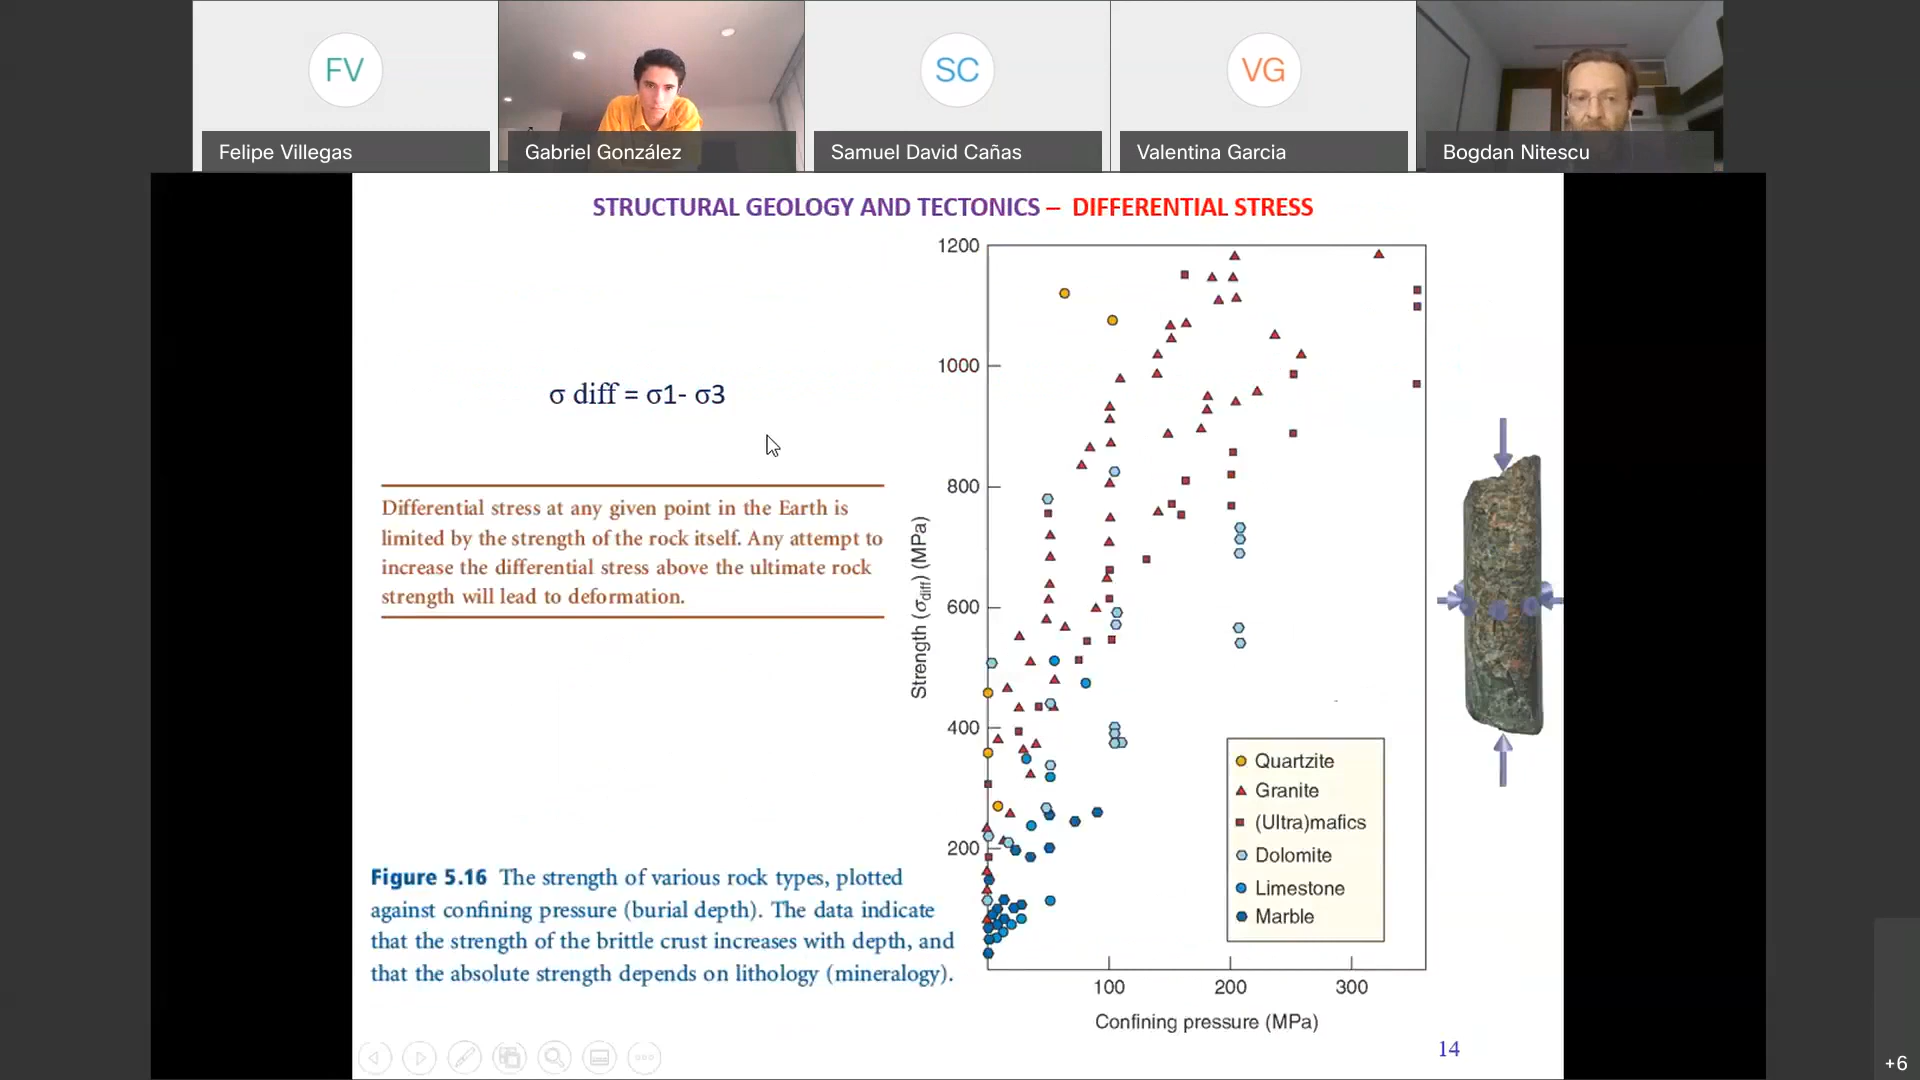 FV
SC
VG
Felipe Villegas
Gabriel González
Samuel David Cañas
Valentina Garcia
Bogdan Nitescu
STRUCTURAL GEOLOGY AND TECTONICS – DIFFERENTIAL STRESS
σ diff = σ1- σ3
Differential stress at any given point in the Earth is
limited by the strength of the rock itself. Any attempt to
increase the differential stress above the ultimate rock
strength will lead to deformation.
Figure 5.16 The strength of various rock types, plotted
against confining pressure (burial depth). The data indicate
that the strength of the brittle crust increases with depth, and
that the absolute strength depends on lithology (mineralogy).
1200
1000
800
600
400
200
Strength (σdiff) (MPa)
Quartzite
Granite
(Ultra)mafics
Dolomite
Limestone
Marble
100
200
300
Confining pressure (MPa)
14
+6